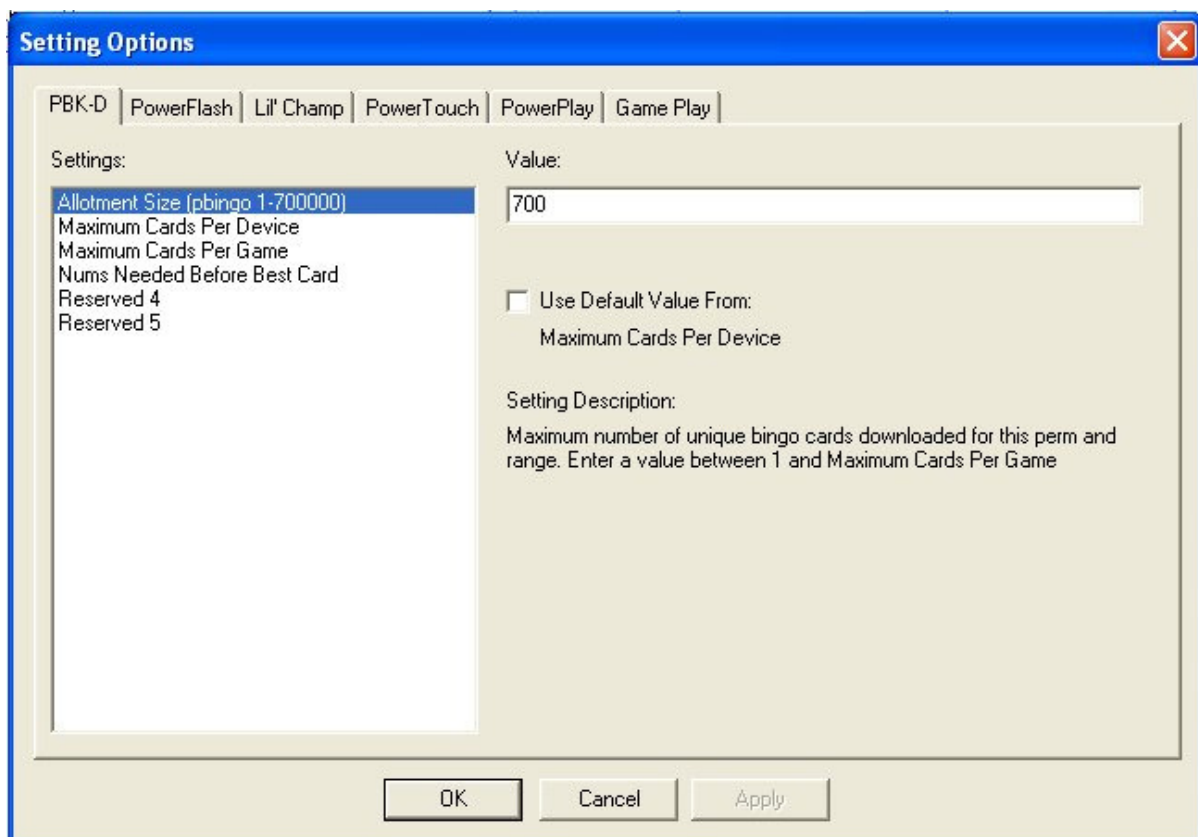 Setting Options
PBK-D PowerFlash Lil' Champ PowerTouch PowerPlay Game Play
Settings:
Allotment Size (pbingo 1-700000)
Maximum Cards Per Device
Maximum Cards Per Game
Nums Needed Before Best Card
Reserved 4
Reserved 5
Value:
700
Use Default Value From:
Maximum Cards Per Device
Setting Description:
Maximum number of unique bingo cards downloaded for this perm and
range. Enter a value between 1 and Maximum Cards Per Game
OK Cancel Apply